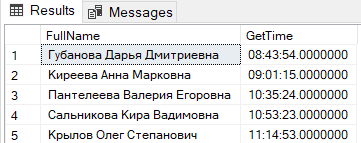 Results Messages
FullName GetTime
1 Губанова Дарья Дмитриевна 08:43:54.0000000
2 Киреева Анна Марковна 09:01:15.0000000
3 Пантелеева Валерия Егоровна 10:35:24.0000000
4 Сальникова Кира Вадимовна 10:53:23.0000000
5 Крылов Олег Степанович 11:14:53.0000000